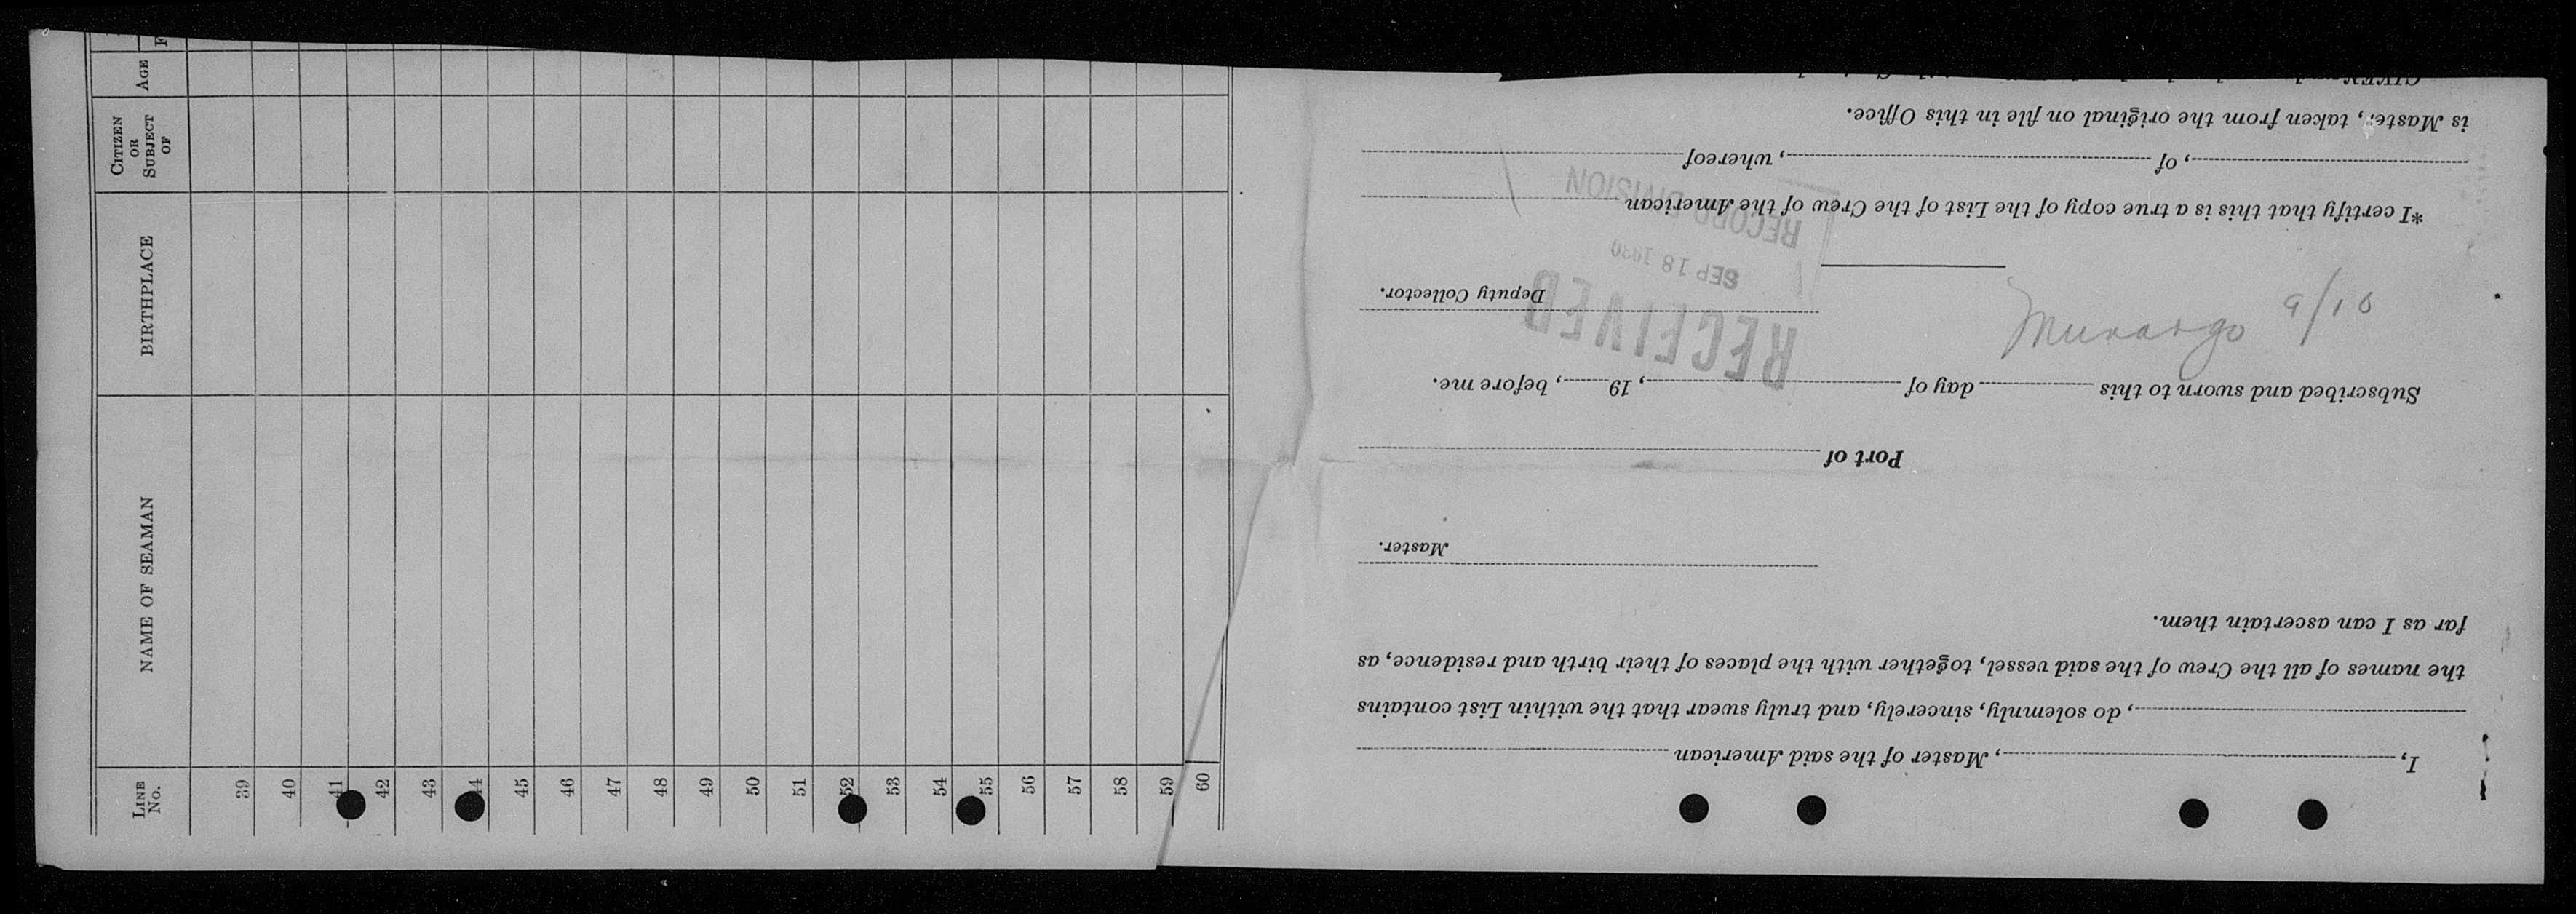 LINE No.
NAME OF SEAMAN
BIRTHPLACE
CITIZEN OR SUBJECT OF
AGE
39
40
41
42
43
44
45
46
47
48
49
50
51
52
53
54
55
56
57
58
59
60
I, , Master of the said American
, do solemnly, sincerely, and truly swear that the within List contains
the names of all the Crew of the said vessel, together with the places of their birth and residence, as
far as I can ascertain them.
Master.
Port of
Subscribed and sworn to this day of , 19 , before me.
Munargo 9/10
Deputy Collector.
RECEIVED
SEP 18 1930
RECORD DIVISION
*I certify that this is a true copy of the List of the Crew of the American
, of , whereof
is Master, taken from the original on file in this Office.